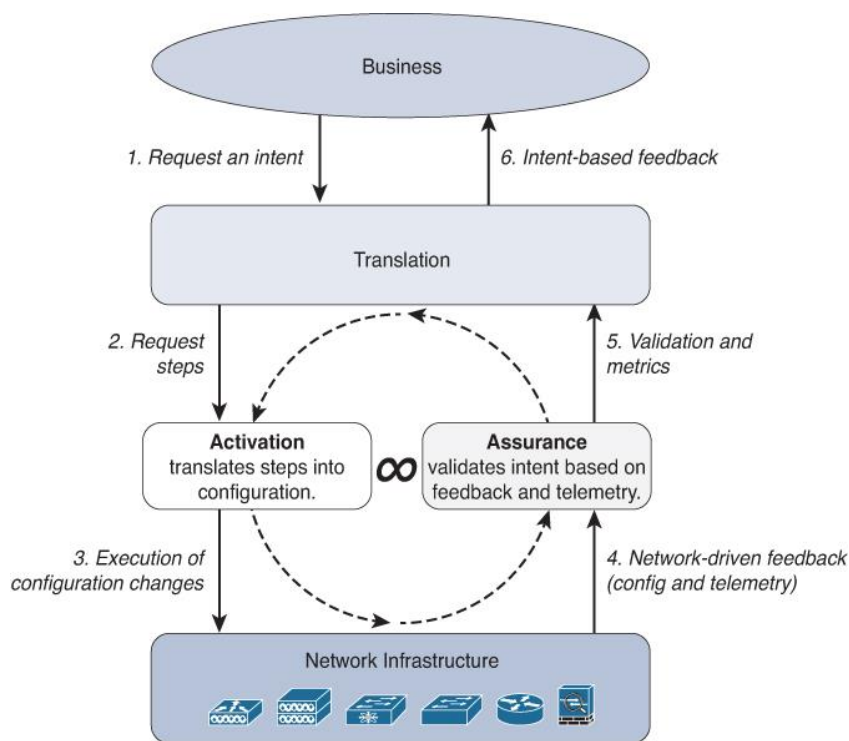 Business
1. Request an intent
6. Intent-based feedback
Translation
2. Request
steps
5. Validation and
metrics
Activation
translates steps into
configuration.
∞
Assurance
validates intent based on
feedback and telemetry.
3. Execution of
configuration changes
4. Network-driven feedback
(config and telemetry)
Network Infrastructure